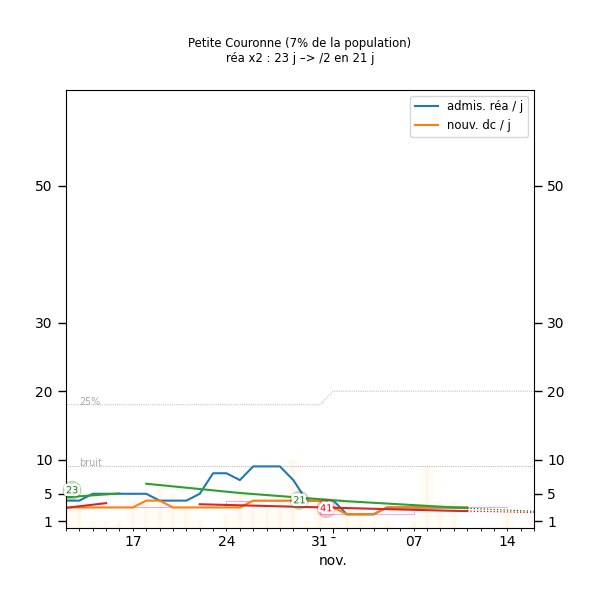 Petite Couronne (7% de la population)
réa x2 : 23 j –> /2 en 21 j
admis. réa / j
nouv. dc / j
50 50
30 30
20 20
25%
10 10
bruit
23
5 5
21
41
1 1
17 24 31 07 14
nov.